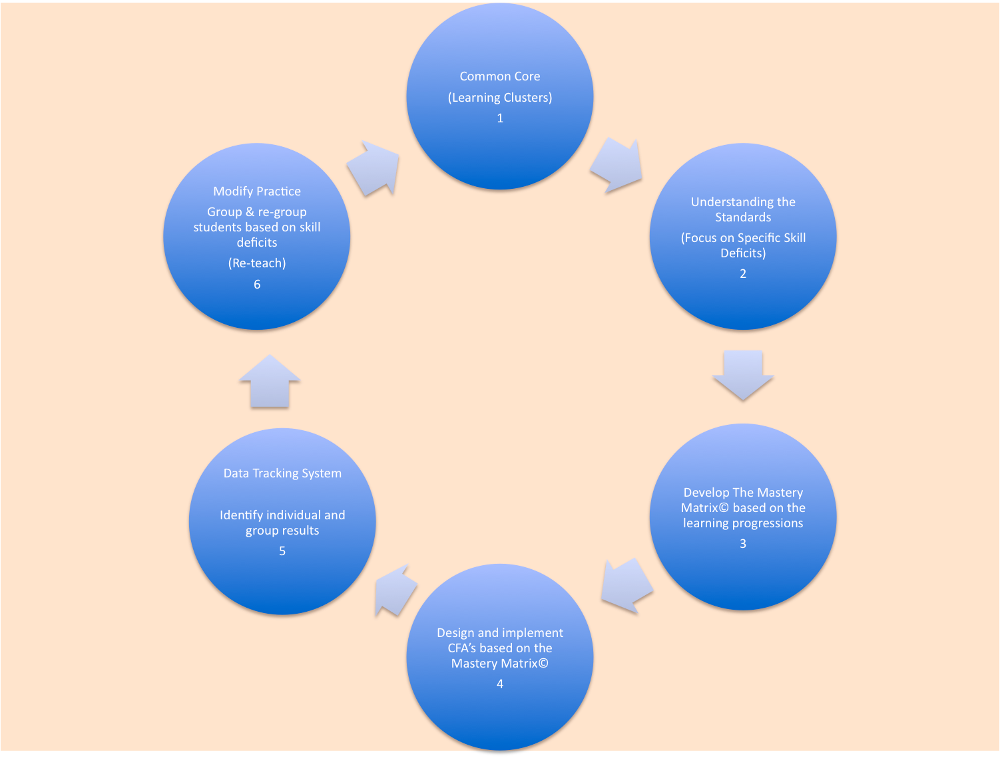 Common Core
(Learning Clusters)
1
Understanding the
Standards
(Focus on Specific Skill
Deficits)
2
Develop The Mastery
Matrix© based on the
learning progressions
3
Design and implement
CFA’s based on the
Mastery Matrix©
4
Data Tracking System
Identify individual and
group results
5
Modify Practice
Group & re-group
students based on skill
deficits
(Re-teach)
6